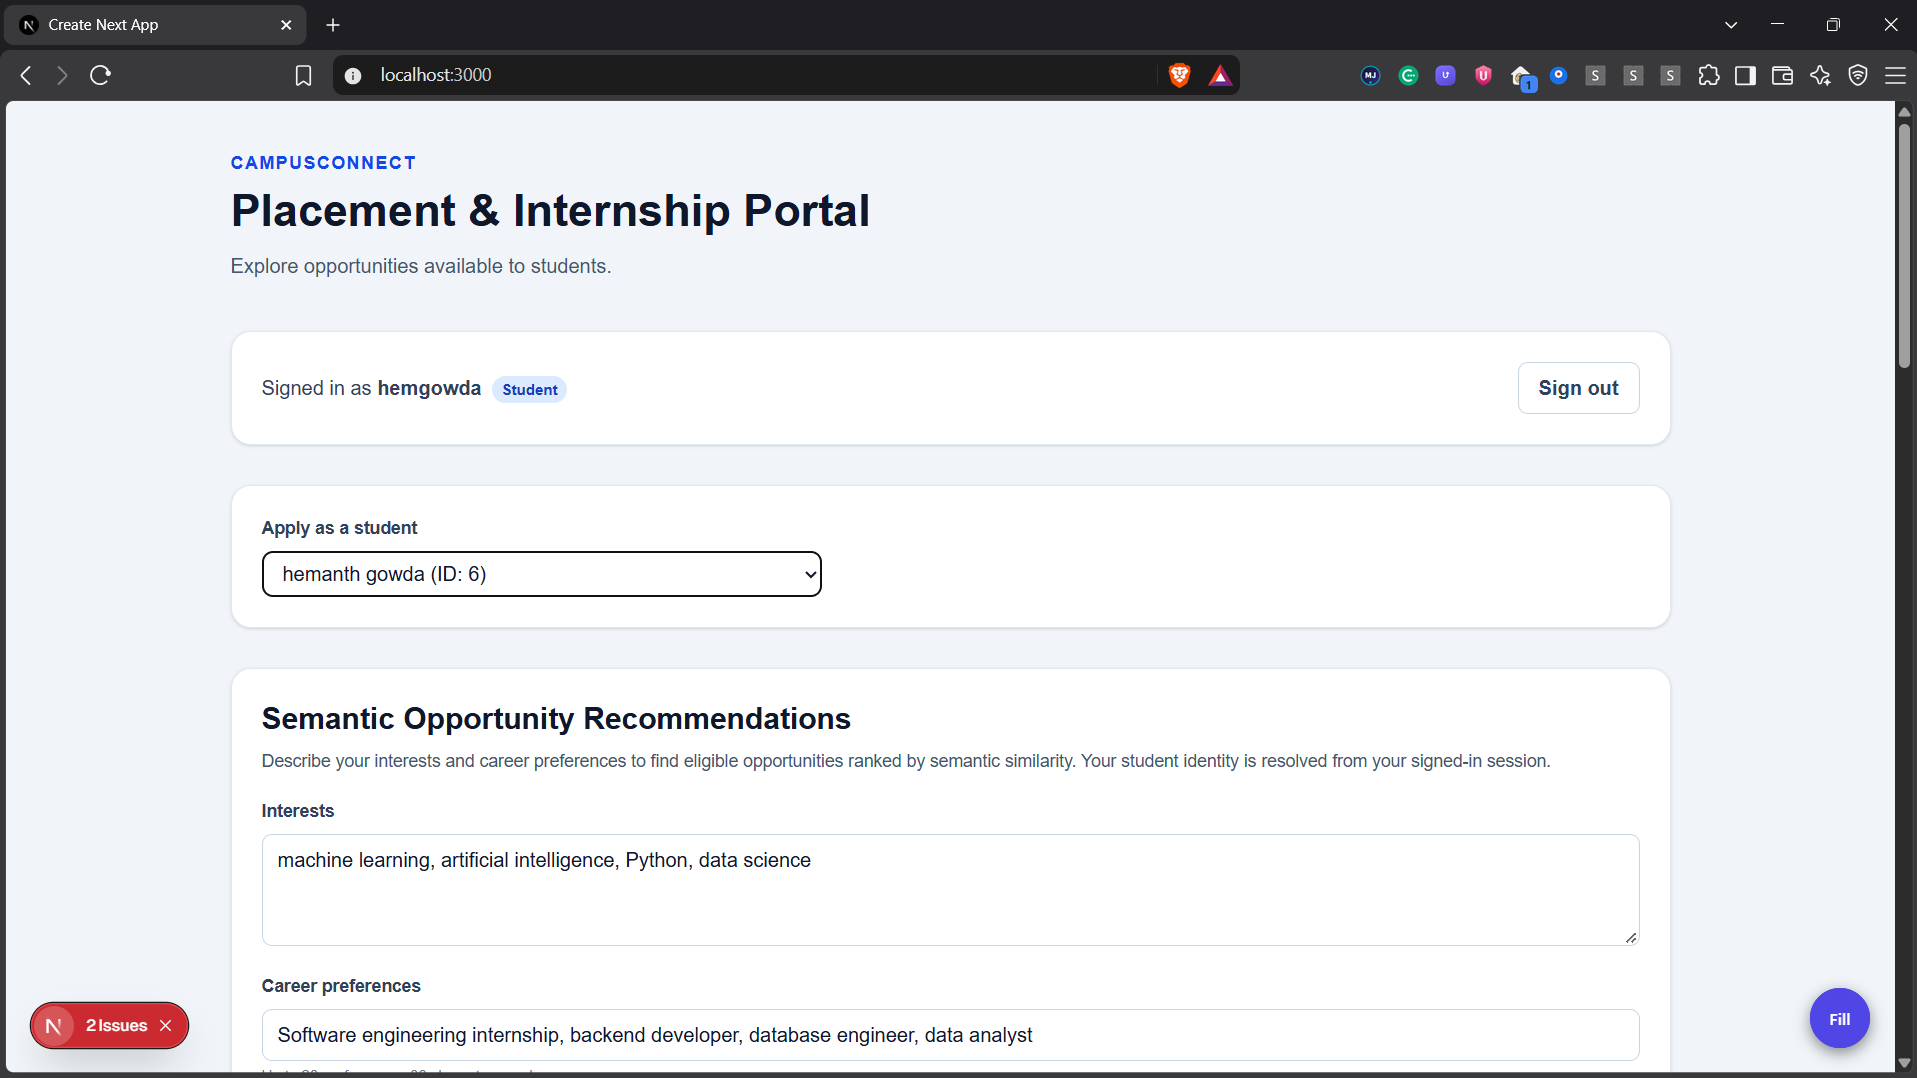 Create Next App
localhost:3000
MJ
1
S
S
S
CAMPUSCONNECT
Placement & Internship Portal
Explore opportunities available to students.
Signed in as hemgowda Student
Sign out
Apply as a student
hemanth gowda (ID: 6)
Semantic Opportunity Recommendations
Describe your interests and career preferences to find eligible opportunities ranked by semantic similarity. Your student identity is resolved from your signed-in session.
Interests
machine learning, artificial intelligence, Python, data science
Career preferences
Software engineering internship, backend developer, database engineer, data analyst
N 2 Issues
Fill